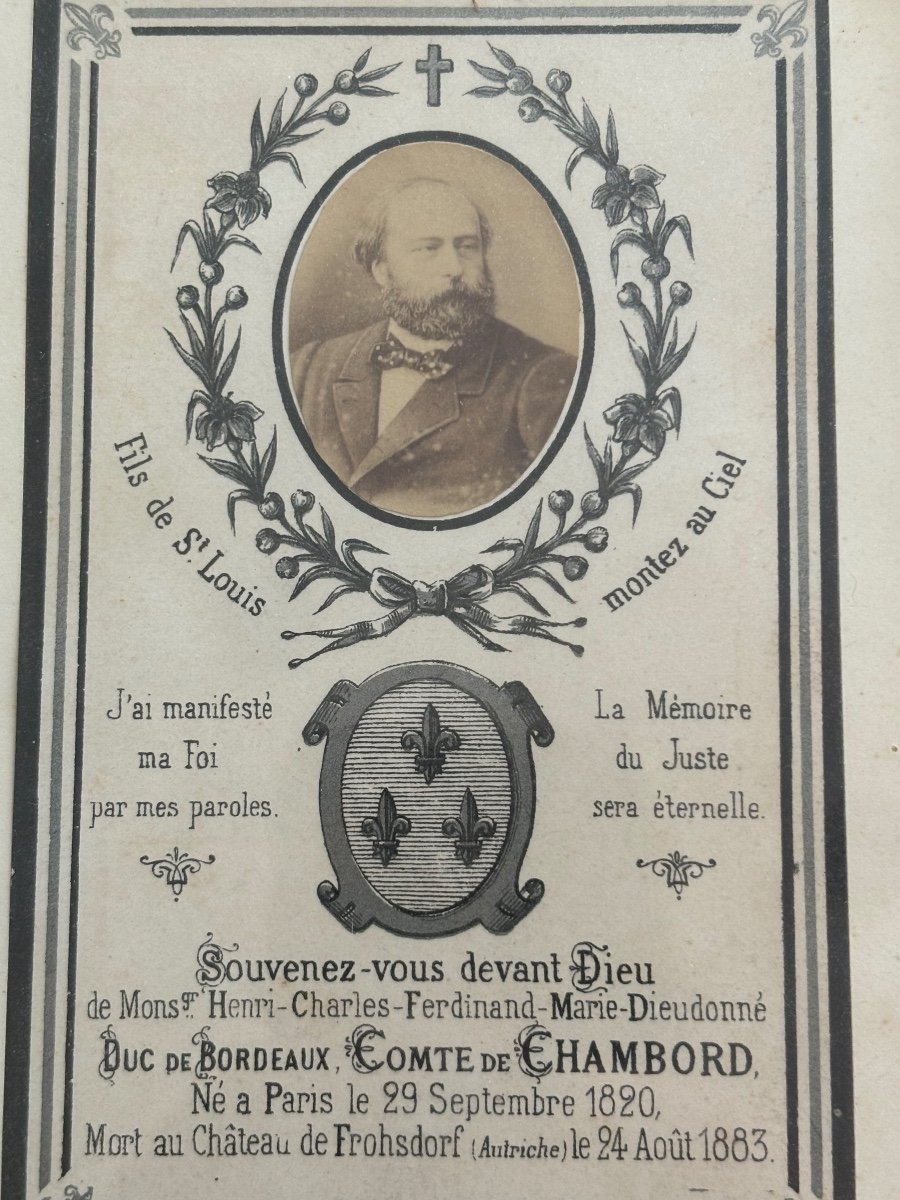 Fils de St. Louis
montez au Ciel
J'ai manifesté
ma Foi
par mes paroles.
La Mémoire
du Juste
sera éternelle.
Souvenez-vous devant Dieu
de Monsgr. Henri-Charles-Ferdinand-Marie-Dieudonné
DUC DE BORDEAUX, COMTE DE CHAMBORD,
Né a Paris le 29 Septembre 1820,
Mort au Château de Frohsdorf (Autriche) le 24 Août 1883.